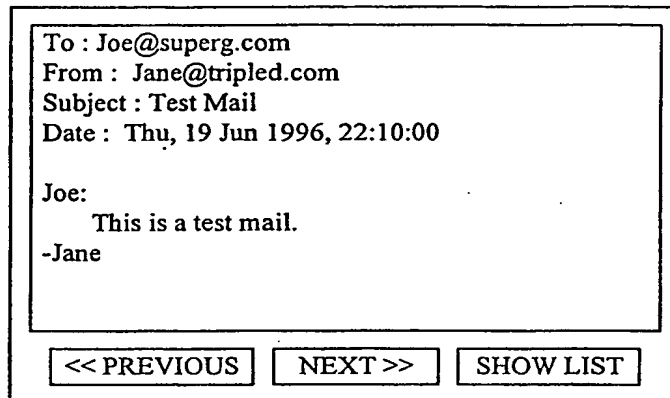 To : Joe@superg.com
From :  Jane@tripled.com
Subject : Test Mail
Date :  Thu, 19 Jun 1996, 22:10:00
Joe:
This is a test mail.
-Jane
<< PREVIOUS NEXT >> SHOW LIST